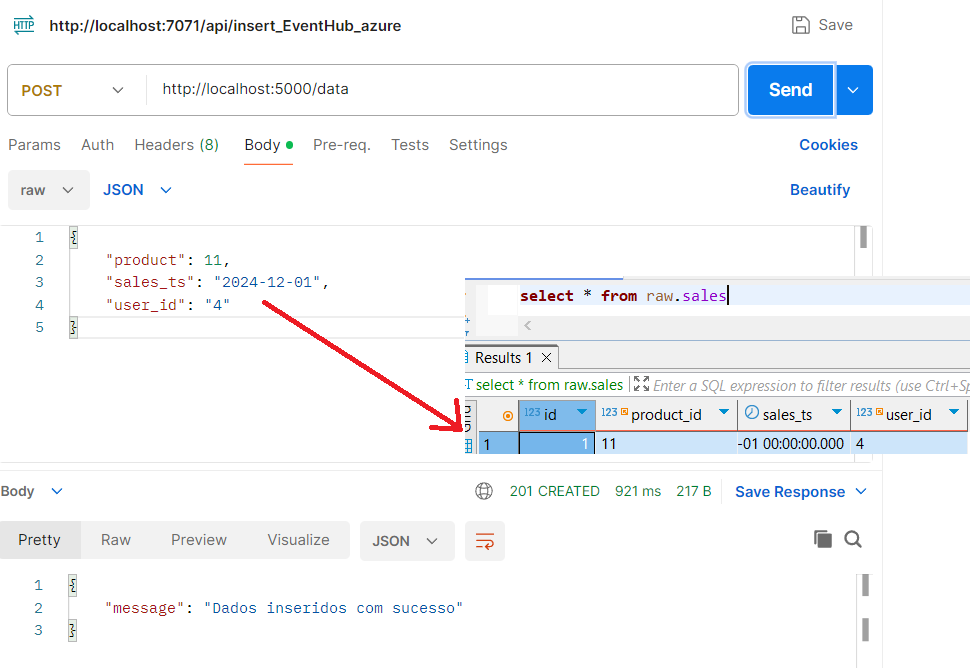 HTTP http://localhost:7071/api/insert_EventHub_azure Save
POST http://localhost:5000/data Send
Params Auth Headers (8) Body Pre-req. Tests Settings Cookies
raw JSON Beautify
1 {
2 "product": 11,
3 "sales_ts": "2024-12-01",
4 "user_id": "4"
5 }
select * from raw.sales
Results 1
select * from raw.sales Enter a SQL expression to filter results (use Ctrl+Sp
123 id 123 product_id sales_ts 123 user_id
1 1 11 -01 00:00:00.000 4
Body 201 CREATED 921 ms 217 B Save Response
Pretty Raw Preview Visualize JSON
1 {
2 "message": "Dados inseridos com sucesso"
3 }